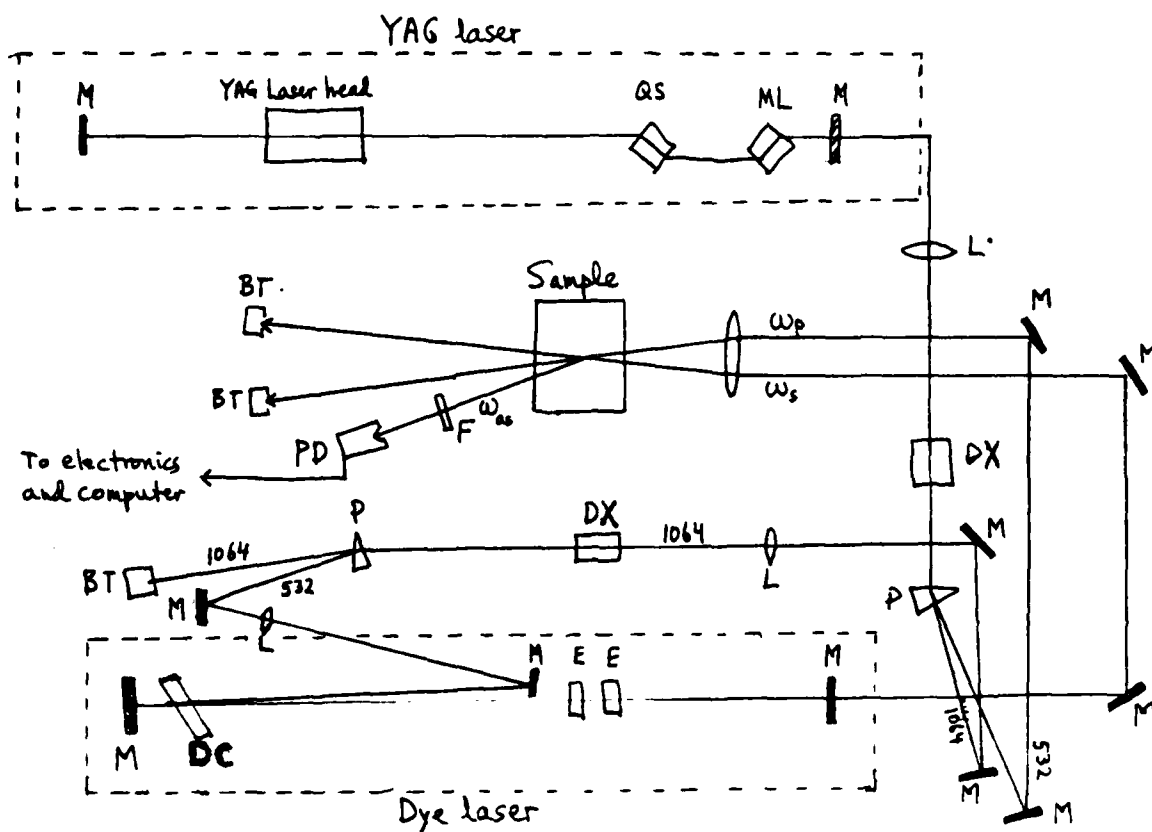 YAG laser
M
YAG Laser head
QS
ML
M
L
Sample
BT
M
ωp
M
ωs
BT
ωas
F
PD
DX
To electronics
and computer
P
DX
1064
M
1064
BT
532
L
P
M
L
M
E
E
M
1064
532
M
M
DC
M
M
Dye laser